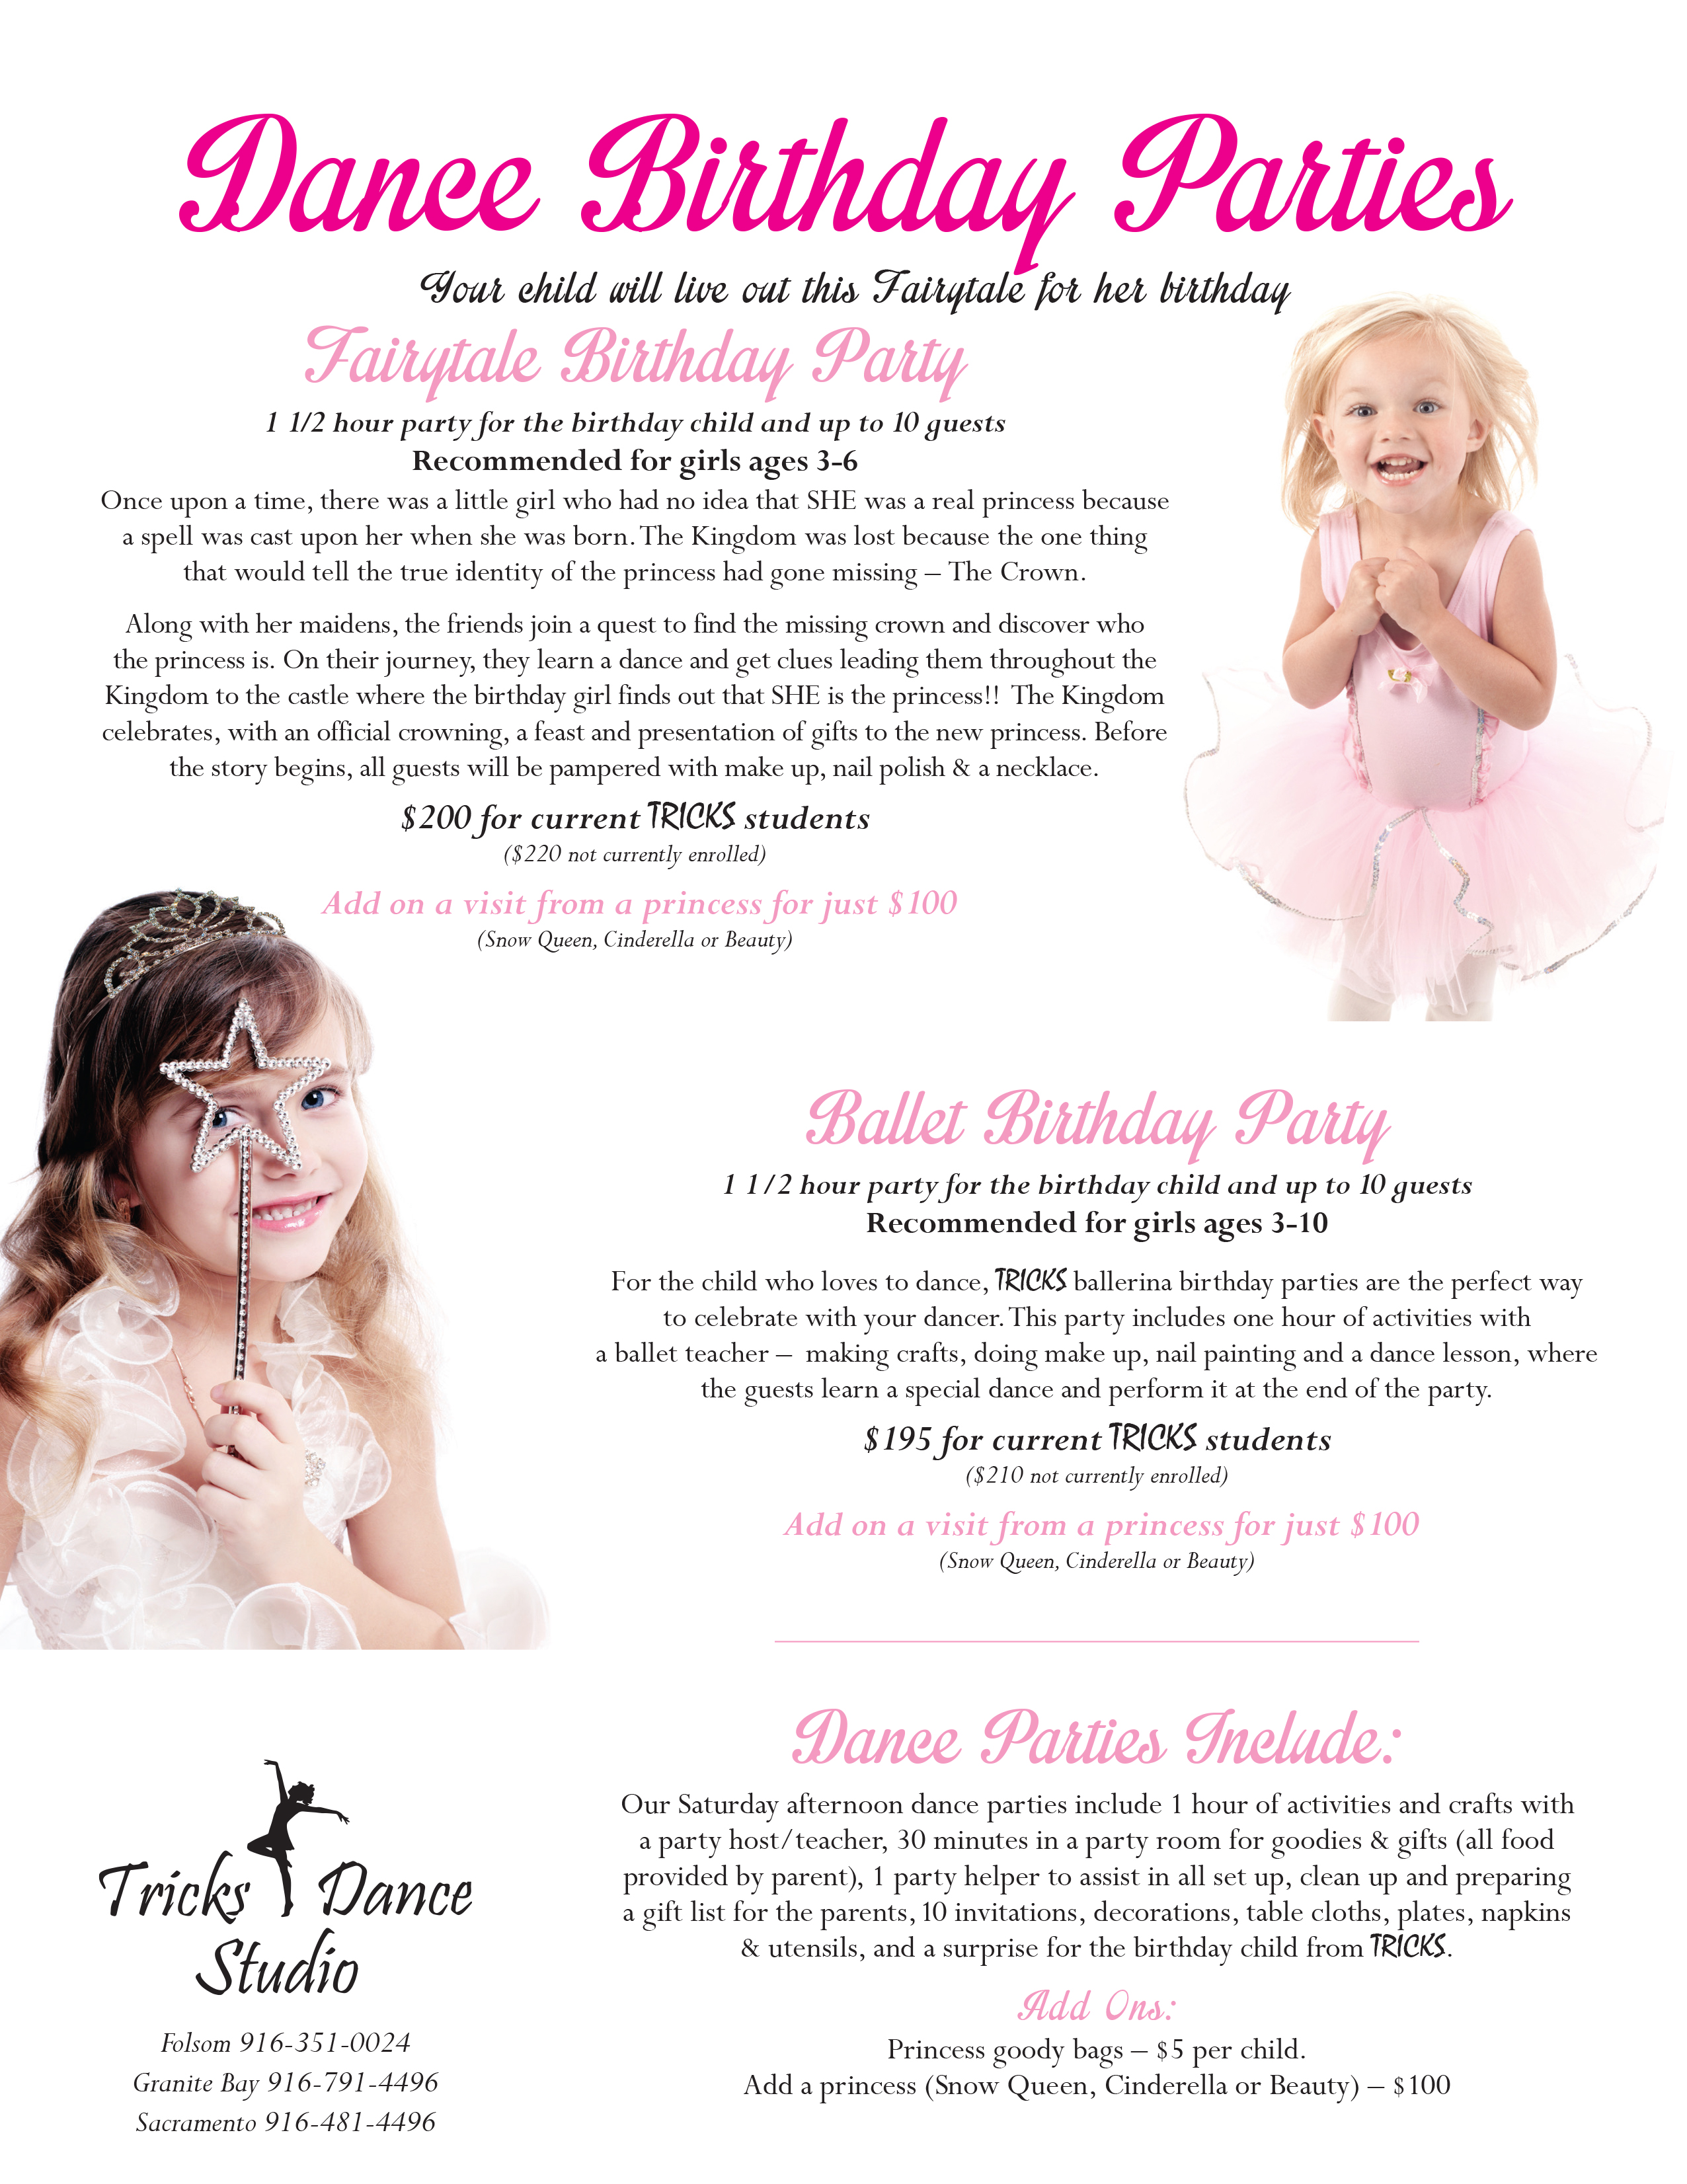 Dance Birthday Parties
Your child will live out this Fairytale for her birthday
Fairytale Birthday Party
1 1/2 hour party for the birthday child and up to 10 guests
Recommended for girls ages 3-6
Once upon a time, there was a little girl who had no idea that SHE was a real princess because
a spell was cast upon her when she was born. The Kingdom was lost because the one thing
that would tell the true identity of the princess had gone missing – The Crown.
Along with her maidens, the friends join a quest to find the missing crown and discover who
the princess is. On their journey, they learn a dance and get clues leading them throughout the
Kingdom to the castle where the birthday girl finds out that SHE is the princess!! The Kingdom
celebrates, with an official crowning, a feast and presentation of gifts to the new princess. Before
the story begins, all guests will be pampered with make up, nail polish & a necklace.
$200 for current TRICKS students
($220 not currently enrolled)
Add on a visit from a princess for just $100
(Snow Queen, Cinderella or Beauty)
Ballet Birthday Party
1 1/2 hour party for the birthday child and up to 10 guests
Recommended for girls ages 3-10
For the child who loves to dance, TRICKS ballerina birthday parties are the perfect way
to celebrate with your dancer. This party includes one hour of activities with
a ballet teacher – making crafts, doing make up, nail painting and a dance lesson, where
the guests learn a special dance and perform it at the end of the party.
$195 for current TRICKS students
($210 not currently enrolled)
Add on a visit from a princess for just $100
(Snow Queen, Cinderella or Beauty)
Dance Parties Include:
Our Saturday afternoon dance parties include 1 hour of activities and crafts with
a party host/teacher, 30 minutes in a party room for goodies & gifts (all food
provided by parent), 1 party helper to assist in all set up, clean up and preparing
a gift list for the parents, 10 invitations, decorations, table cloths, plates, napkins
& utensils, and a surprise for the birthday child from TRICKS.
Add Ons:
Princess goody bags – $5 per child.
Add a princess (Snow Queen, Cinderella or Beauty) – $100
Tricks Dance
Studio
Folsom 916-351-0024
Granite Bay 916-791-4496
Sacramento 916-481-4496